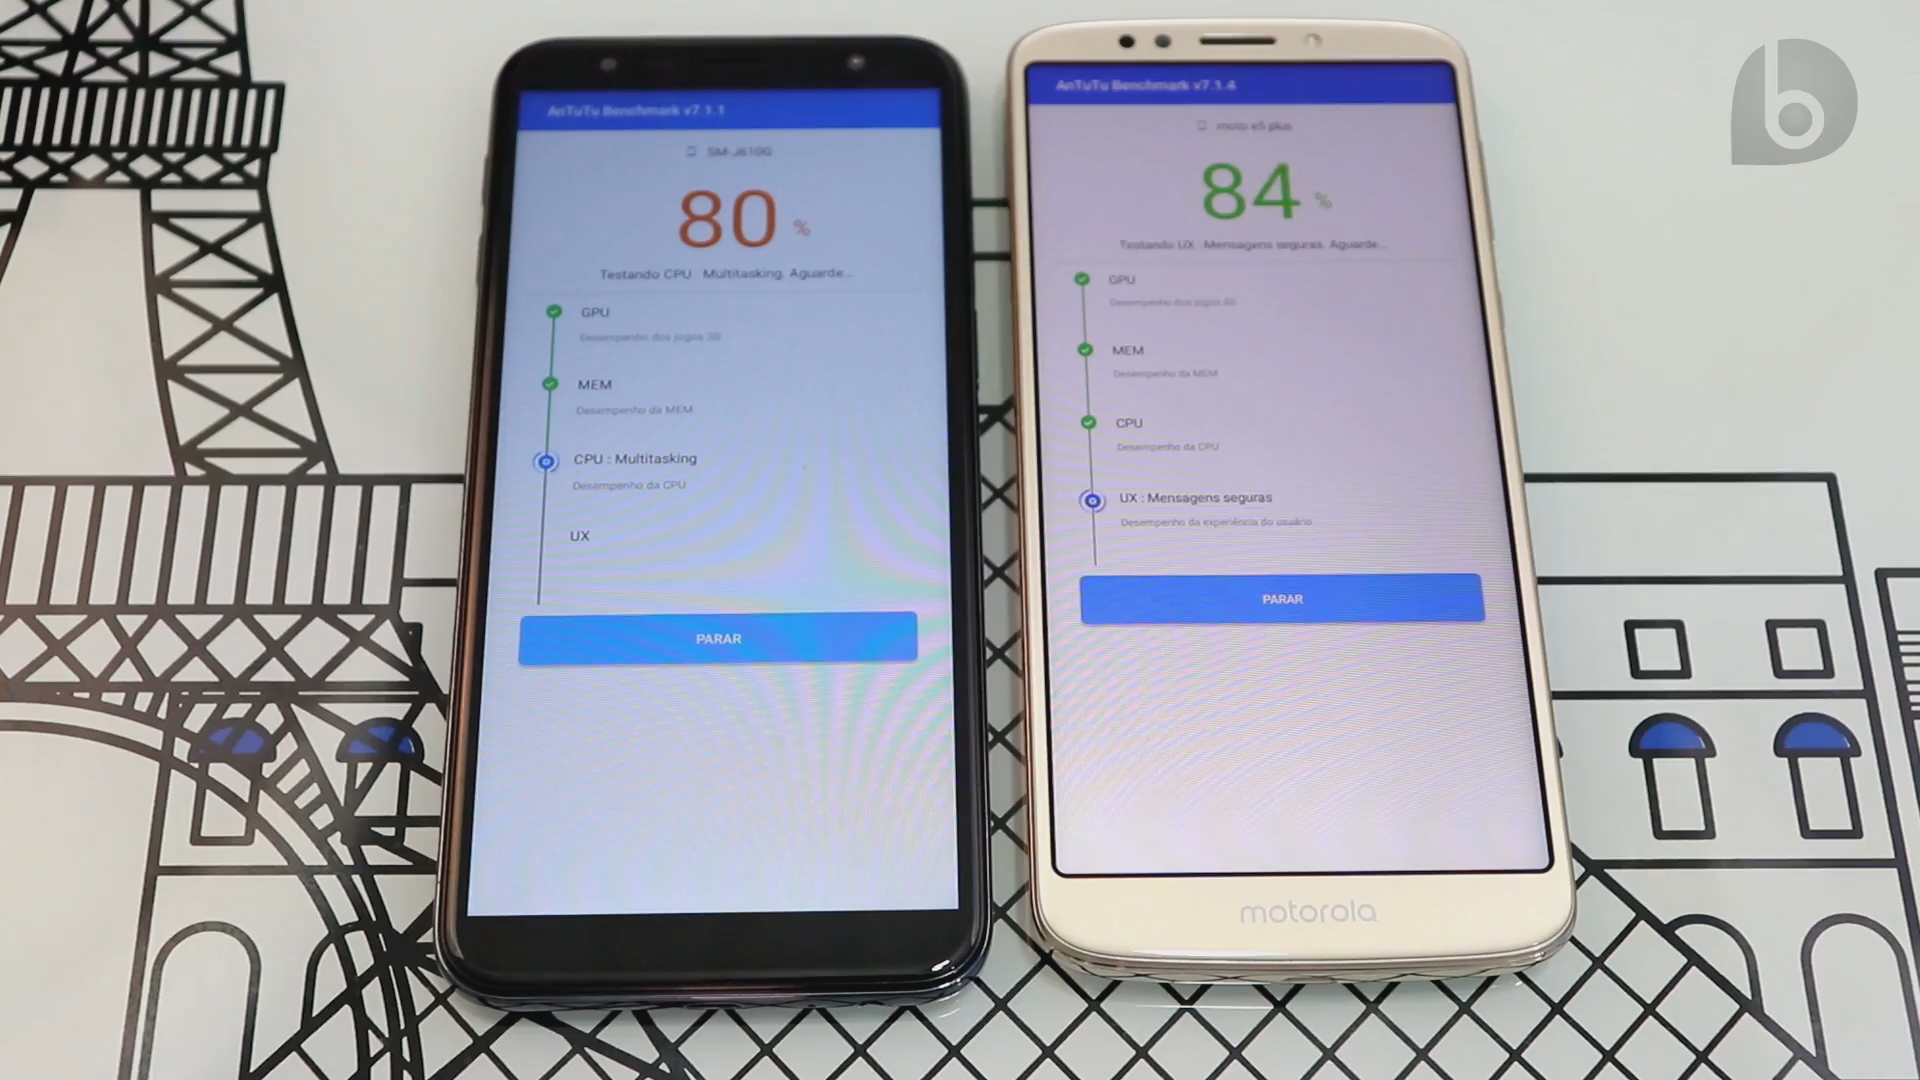 AnTuTu Benchmark v7.1.1
SM-J610G
80 %
Testando CPU : Multitasking. Aguarde...
GPU
Desempenho dos jogos 3D
MEM
Desempenho da MEM
CPU : Multitasking
Desempenho da CPU
UX
PARAR
AnTuTu Benchmark v7.1.4
moto e5 plus
84 %
Testando UX : Mensagens seguras. Aguarde...
GPU
Desempenho dos jogos 3D
MEM
Desempenho da MEM
CPU
Desempenho da CPU
UX : Mensagens seguras
Desempenho da experiência do usuário
PARAR
motorola
b